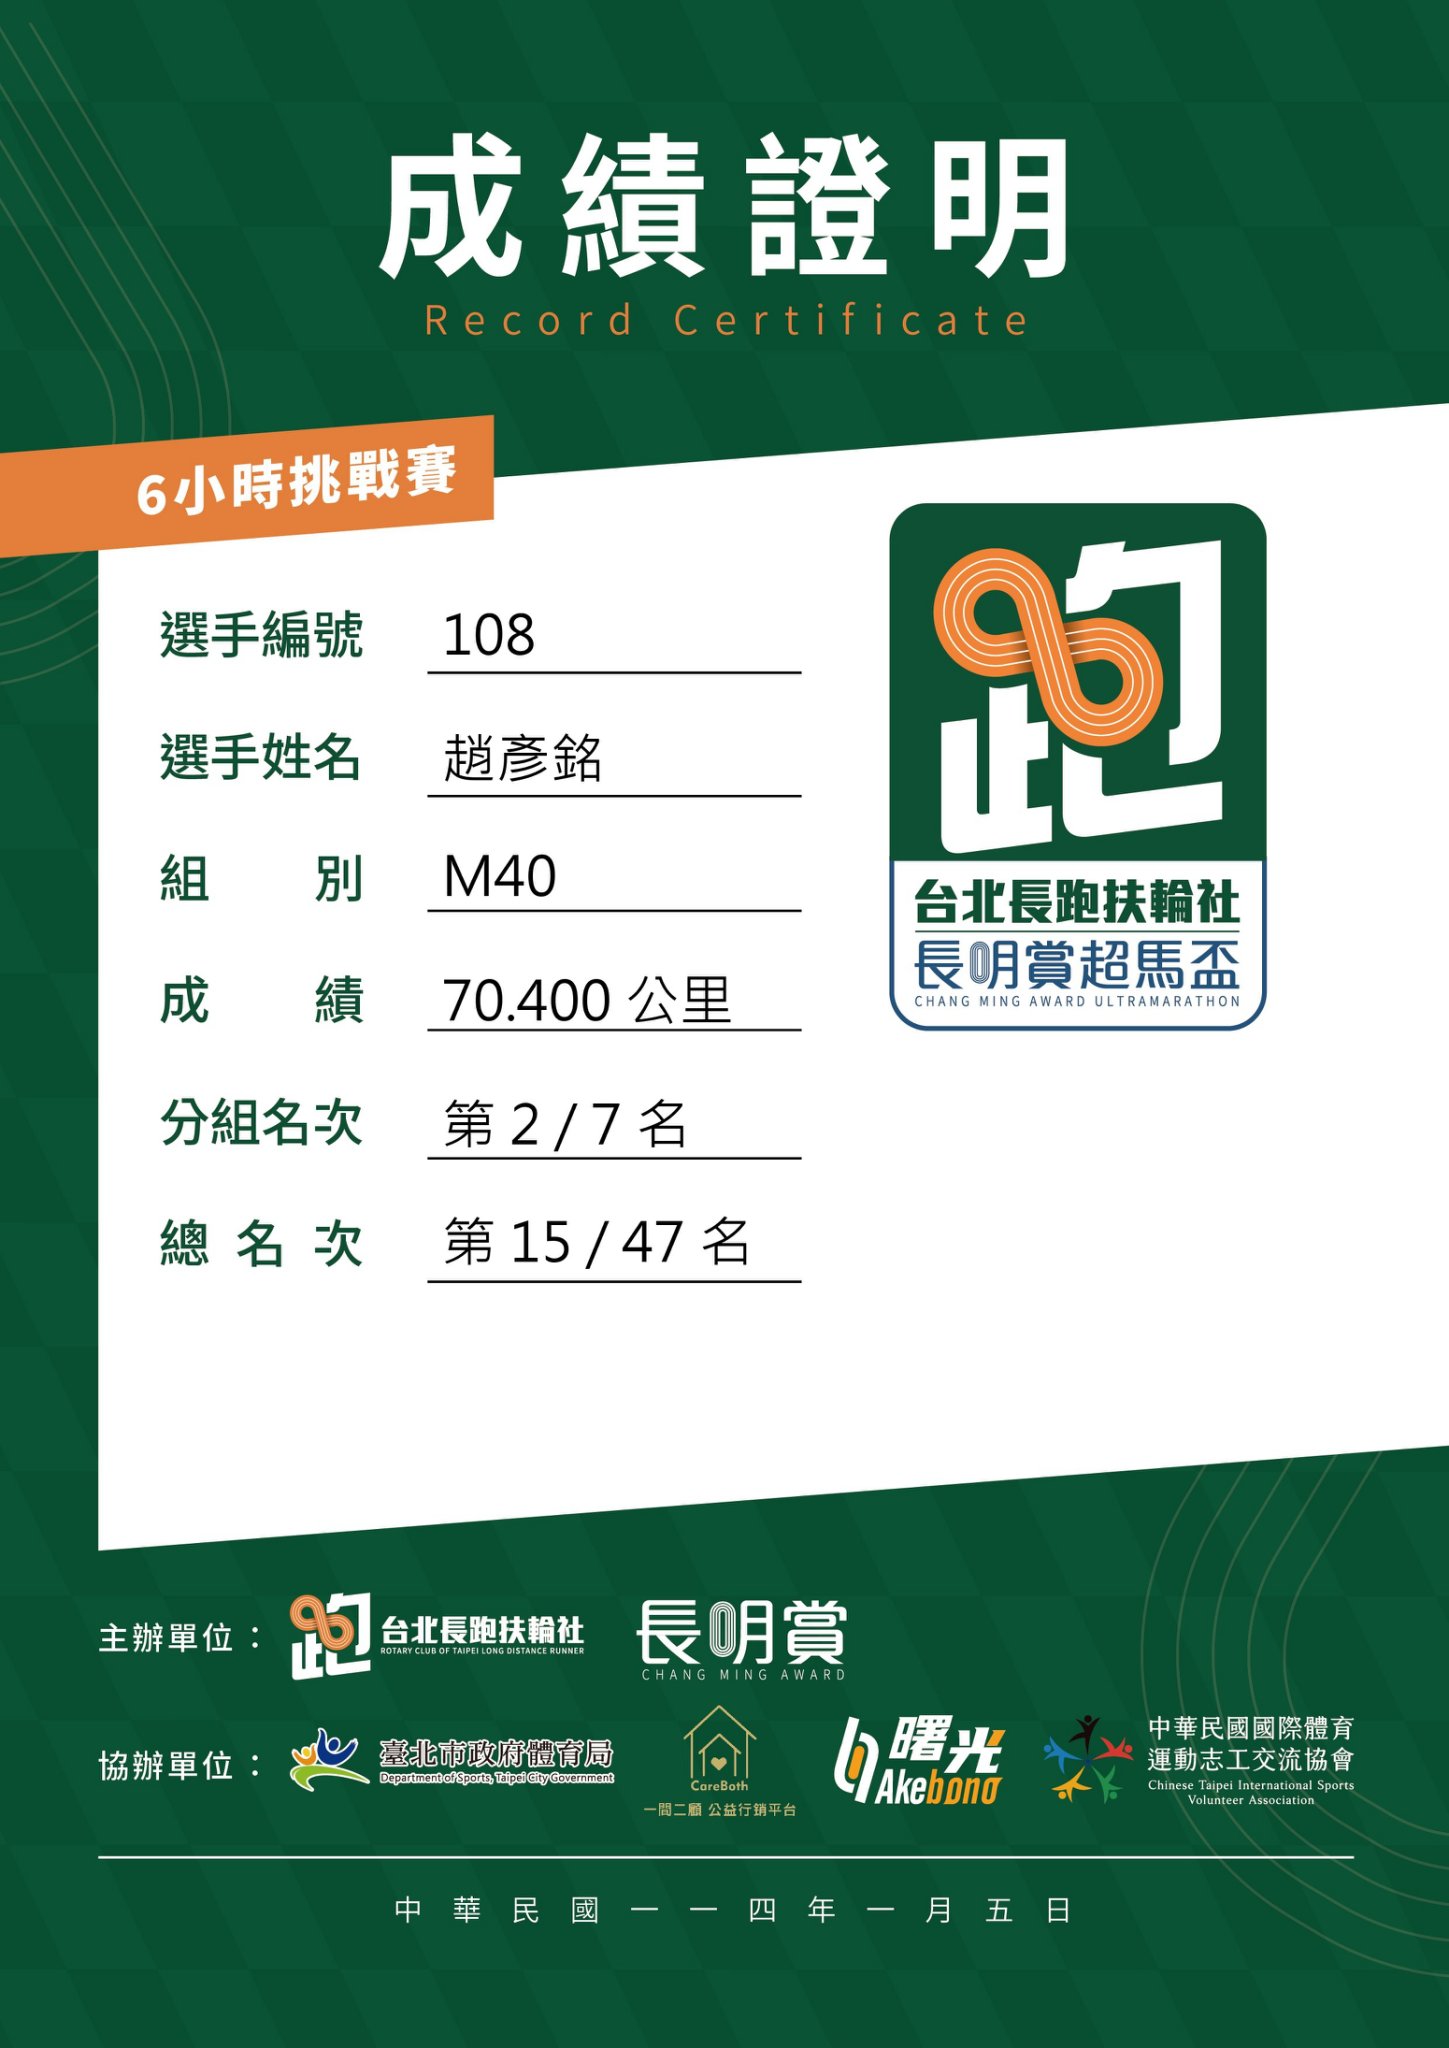 成績證明
Record Certificate
6小時挑戰賽
選手編號 108
選手姓名 趙彥銘
組別 M40
成績 70.400 公里
分組名次 第 2 / 7 名
總名次 第 15 / 47 名
跑
台北長跑扶輪社
長明賞超馬盃
CHANG MING AWARD ULTRAMARATHON
主辦單位：
跑
台北長跑扶輪社
ROTARY CLUB OF TAIPEI LONG DISTANCE RUNNER
長明賞
CHANG MING AWARD
協辦單位：
臺北市政府體育局
Department of Sports, Taipei City Government
CareBoth
一間二顧 公益行銷平台
曙光
Akebono
中華民國國際體育
運動志工交流協會
Chinese Taipei International Sports
Volunteer Association
中華民國一一四年一月五日